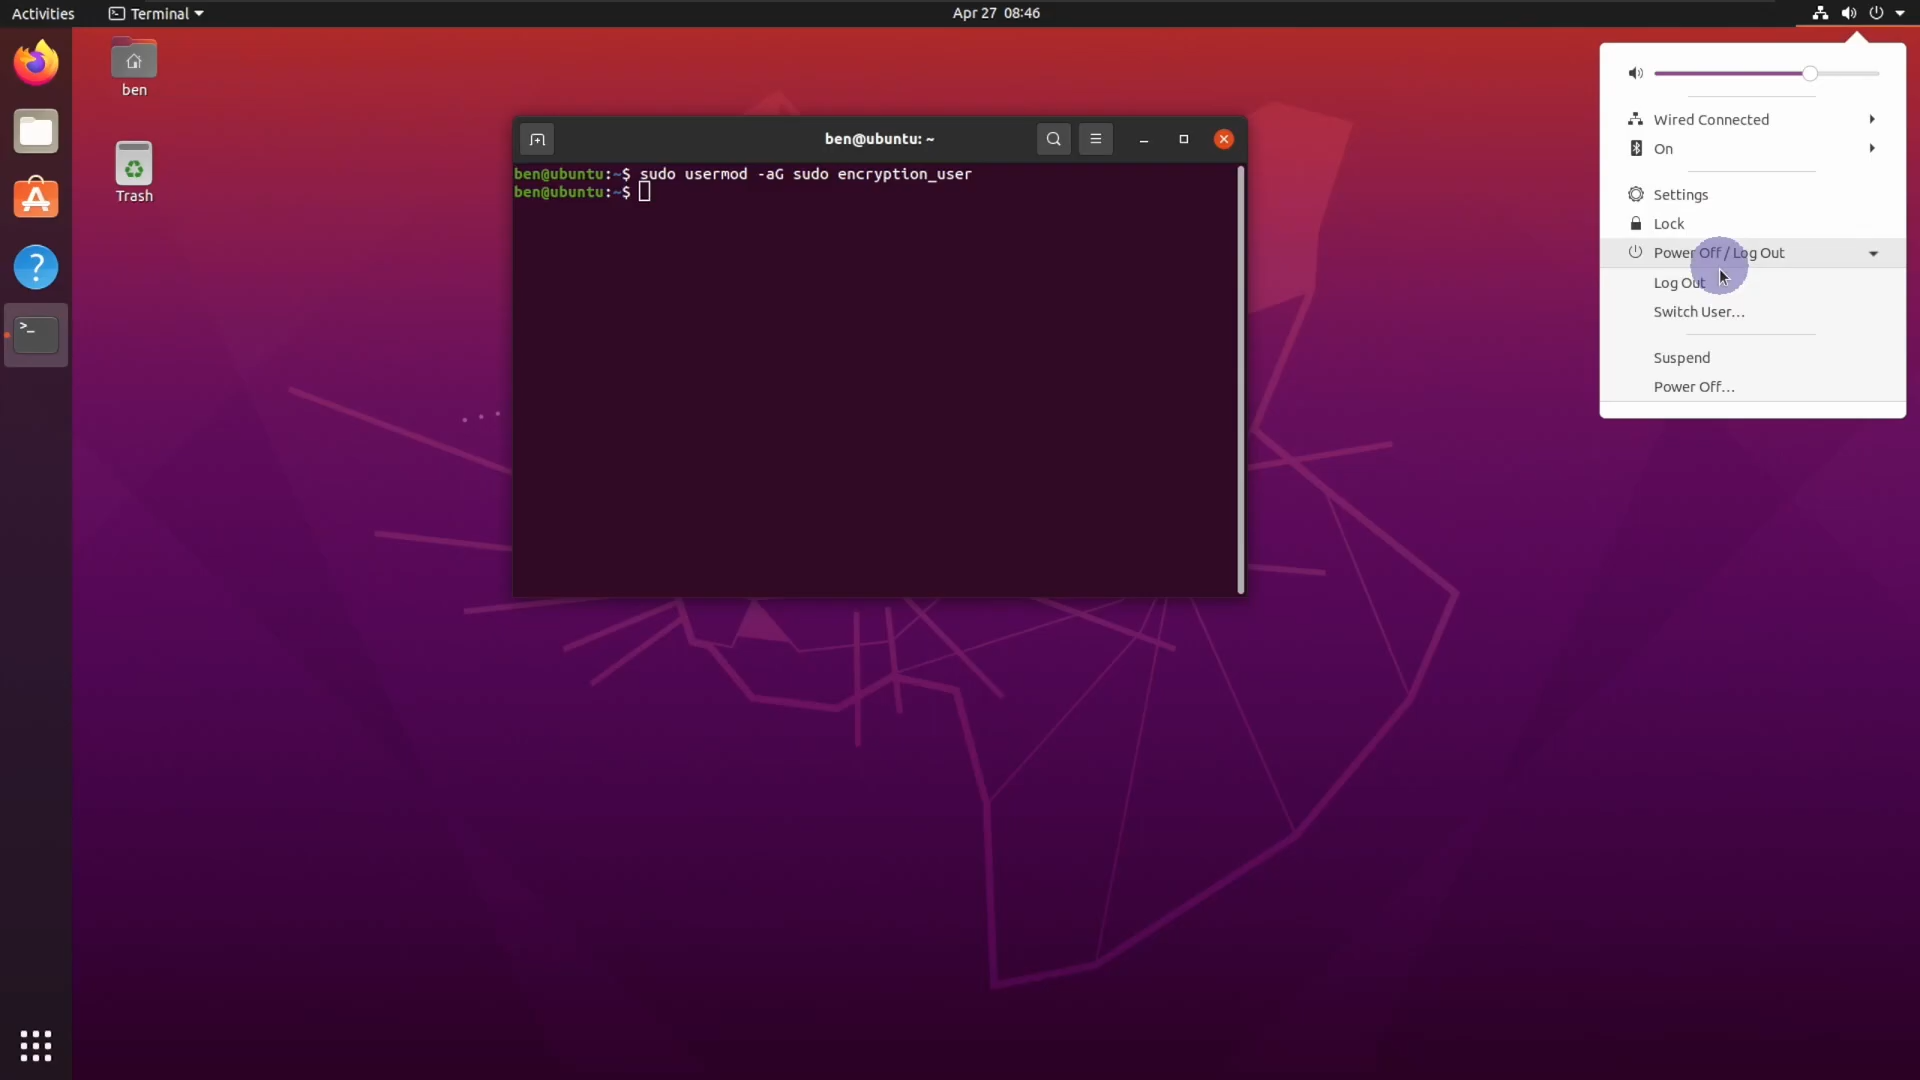 Activities
Terminal
Apr 27 08:46
ben
Trash
ben@ubuntu: ~
ben@ubuntu:~$ sudo usermod -aG sudo encryption_user
ben@ubuntu:~$
Wired Connected
On
Settings
Lock
Power Off / Log Out
Log Out
Switch User...
Suspend
Power Off...